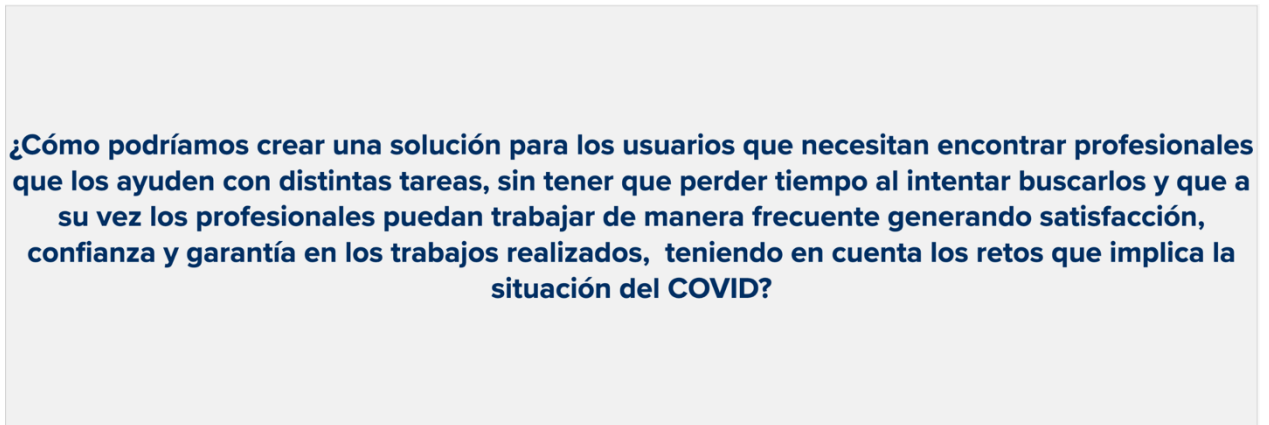 ¿Cómo podríamos crear una solución para los usuarios que necesitan encontrar profesionales
que los ayuden con distintas tareas, sin tener que perder tiempo al intentar buscarlos y que a
su vez los profesionales puedan trabajar de manera frecuente generando satisfacción,
confianza y garantía en los trabajos realizados,  teniendo en cuenta los retos que implica la
situación del COVID?